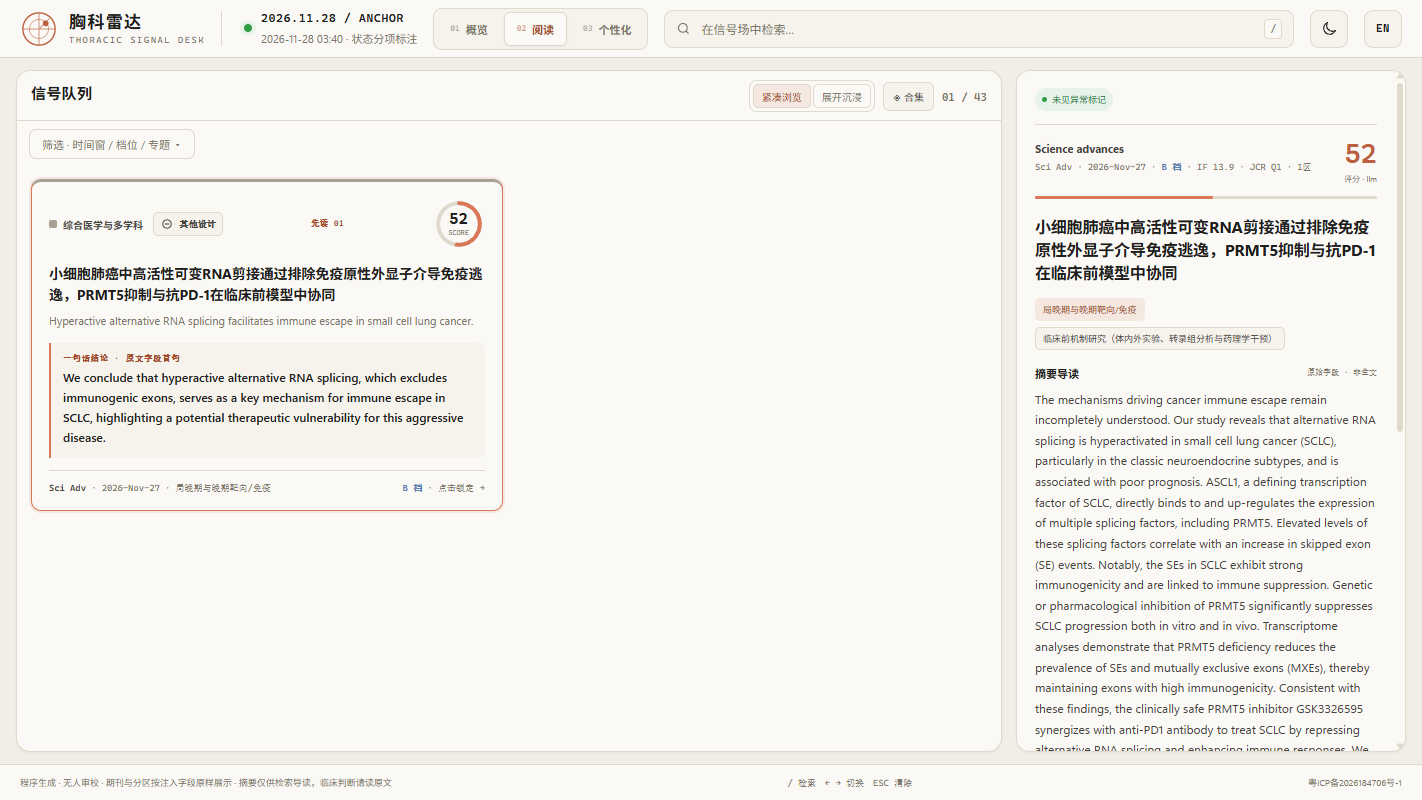 胸科雷达
THORACIC SIGNAL DESK
2026.11.28 / ANCHOR
2026-11-28 03:40 · 状态分项标注
01 概览
02 阅读
03 个性化
在信号场中检索...
/
EN
信号队列
紧凑浏览
展开沉浸
◈ 合集
01 / 43
筛选 · 时间窗 / 档位 / 专题
综合医学与多学科
其他设计
先读 01
52
SCORE
小细胞肺癌中高活性可变RNA剪接通过排除免疫原性外显子介导免疫逃
逸，PRMT5抑制与抗PD-1在临床前模型中协同
Hyperactive alternative RNA splicing facilitates immune escape in small cell lung cancer.
一句话结论 · 原文字段首句
We conclude that hyperactive alternative RNA splicing, which excludes
immunogenic exons, serves as a key mechanism for immune escape in
SCLC, highlighting a potential therapeutic vulnerability for this aggressive
disease.
Sci Adv · 2026-Nov-27 · 局晚期与晚期靶向/免疫
B 档 · 点击锁定 →
未见异常标记
Science advances
Sci Adv · 2026-Nov-27 · B 档 · IF 13.9 · JCR Q1 · 1区
52
评分 · llm
小细胞肺癌中高活性可变RNA剪接通过排除免疫
原性外显子介导免疫逃逸，PRMT5抑制与抗PD-1
在临床前模型中协同
局晚期与晚期靶向/免疫
临床前机制研究（体内外实验、转录组分析与药理学干预）
摘要导读
原始字段 · 非全文
The mechanisms driving cancer immune escape remain
incompletely understood. Our study reveals that alternative RNA
splicing is hyperactivated in small cell lung cancer (SCLC),
particularly in the classic neuroendocrine subtypes, and is
associated with poor prognosis. ASCL1, a defining transcription
factor of SCLC, directly binds to and up-regulates the expression
of multiple splicing factors, including PRMT5. Elevated levels of
these splicing factors correlate with an increase in skipped exon
(SE) events. Notably, the SEs in SCLC exhibit strong
immunogenicity and are linked to immune suppression. Genetic
or pharmacological inhibition of PRMT5 significantly suppresses
SCLC progression both in vitro and in vivo. Transcriptome
analyses demonstrate that PRMT5 deficiency reduces the
prevalence of SEs and mutually exclusive exons (MXEs), thereby
maintaining exons with high immunogenicity. Consistent with
these findings, the clinically safe PRMT5 inhibitor GSK3326595
synergizes with anti-PD1 antibody to treat SCLC by repressing
alternative RNA splicing and enhancing immune responses. We
程序生成 · 无人审校 · 期刊与分区按注入字段原样展示 · 摘要仅供检索导读，临床判断请读原文
/ 检索 ← → 切换 ESC 清除
粤ICP备2026184706号-1